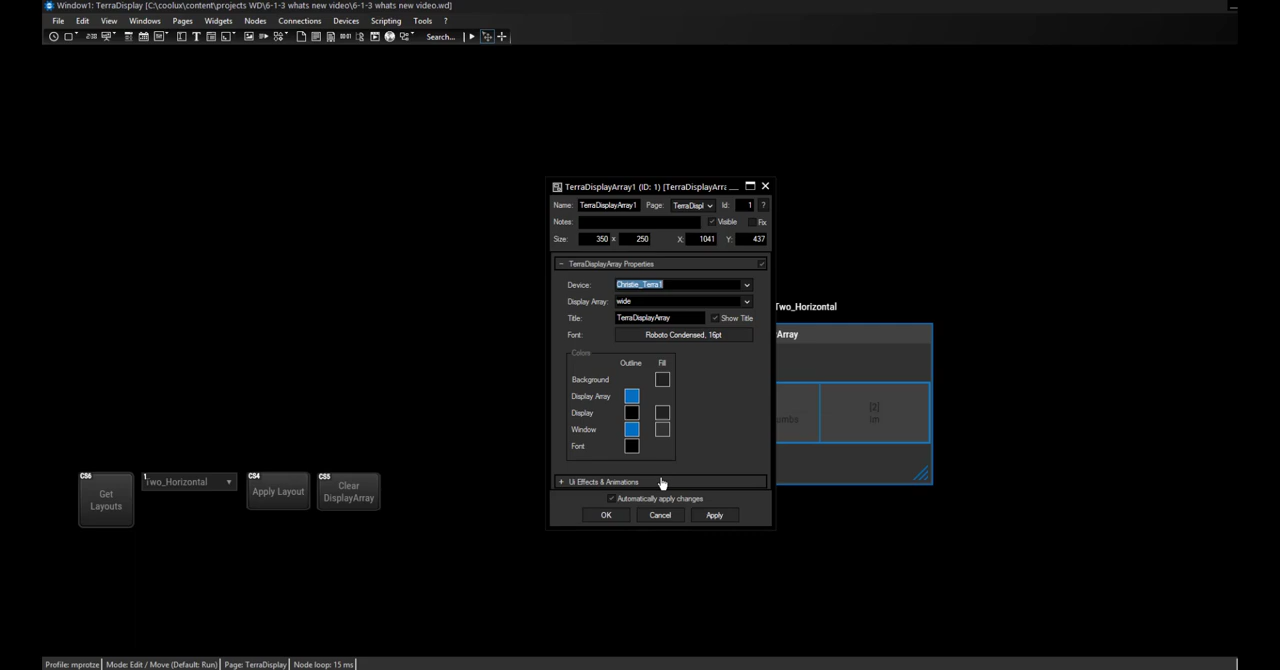 Window1: TerraDisplay [C:\coolux\content\projects WD\6-1-3 whats new video\6-1-3 whats new video.wd]
File Edit View Windows Pages Widgets Nodes Connections Devices Scripting Tools ?
Search...
TerraDisplayArray1 (ID: 1) [TerraDisplayArra
Name: TerraDisplayArray1 Page: TerraDispl Id: 1 ?
Notes: Visible Fix
Size: 350 x 250 X: 1041 Y: 437
TerraDisplayArray Properties
Device: Christie_Terra1
Display Array: wide
Title: TerraDisplayArray Show Title
Font: Roboto Condensed, 16pt
Colors
Outline Fill
Background
Display Array
Display
Window
Font
Ui Effects & Animations
Automatically apply changes
OK Cancel Apply
Two_Horizontal
Array
[2]
Im
CS6
Get
Layouts
1
Two_Horizontal
CS4
Apply Layout
CS5
Clear
DisplayArray
Profile: mprotze Mode: Edit / Move (Default: Run) Page: TerraDisplay Node loop: 15 ms